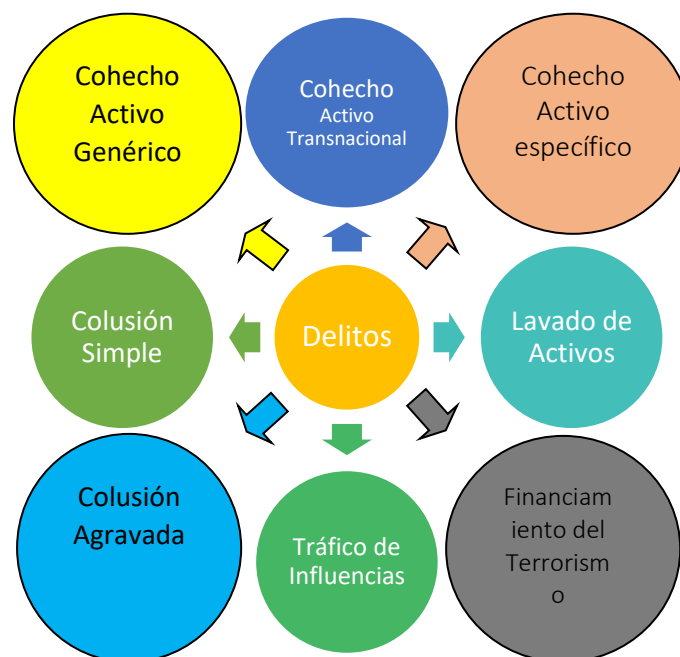 Cohecho
Activo
Genérico
Cohecho
Activo
Transnacional
Cohecho
Activo
específico
Colusión
Simple
Delitos
Lavado de
Activos
Colusión
Agravada
Tráfico de
Influencias
Financiam
iento del
Terrorism
o